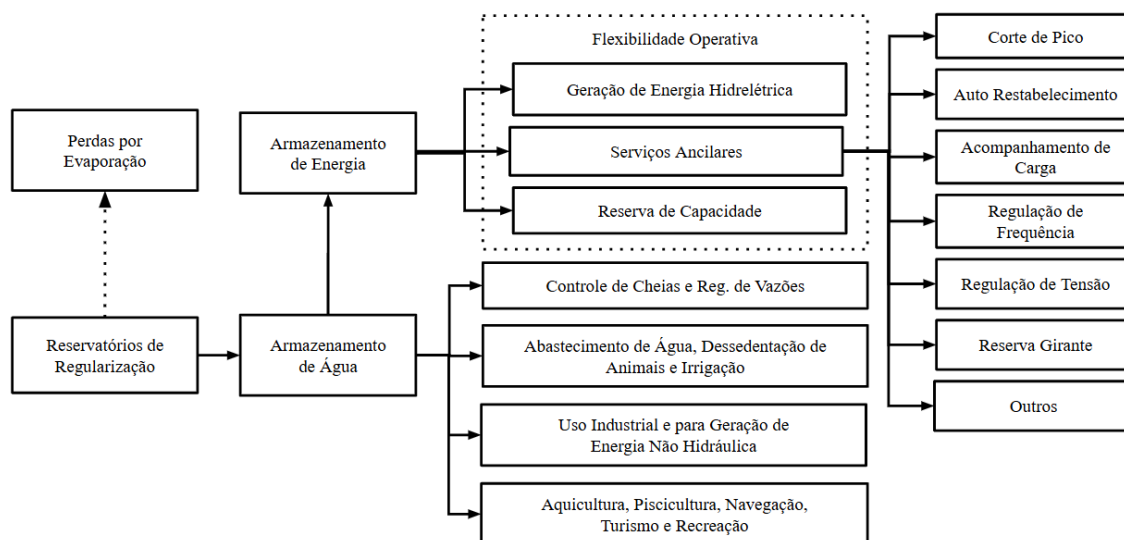 Flexibilidade Operativa
Corte de Pico
Geração de Energia Hidrelétrica
Auto Restabelecimento
Perdas por
Evaporação
Armazenamento
de Energia
Serviços Ancilares
Acompanhamento de
Carga
Reserva de Capacidade
Regulação de
Frequência
Controle de Cheias e Reg. de Vazões
Regulação de Tensão
Reservatórios de
Regularização
Armazenamento
de Água
Abastecimento de Água, Dessedentação de
Animais e Irrigação
Reserva Girante
Outros
Uso Industrial e para Geração de
Energia Não Hidráulica
Aquicultura, Piscicultura, Navegação,
Turismo e Recreação